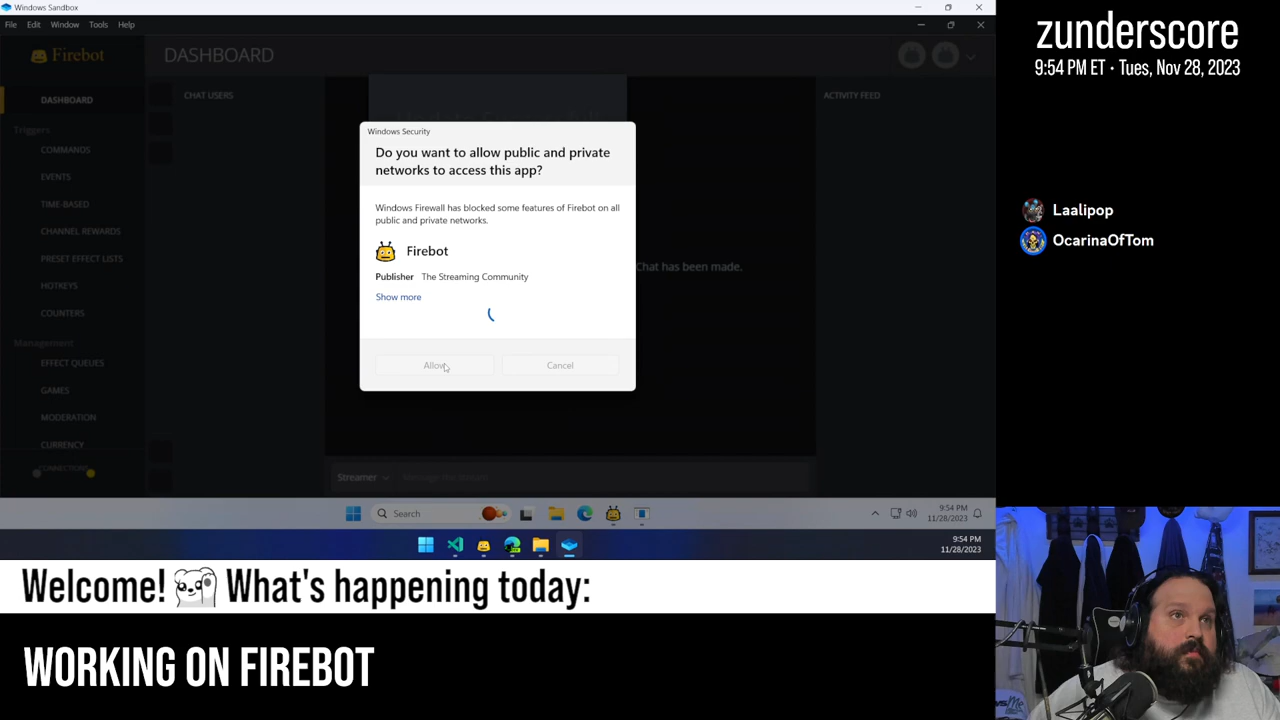 Windows Sandbox
File Edit Window Tools Help
Firebot
DASHBOARD
DASHBOARD
CHAT USERS
ACTIVITY FEED
Triggers
COMMANDS
EVENTS
TIME-BASED
CHANNEL REWARDS
PRESET EFFECT LISTS
HOTKEYS
COUNTERS
Management
EFFECT QUEUES
GAMES
MODERATION
CURRENCY
CONNECTIONS
Windows Security
Do you want to allow public and private
networks to access this app?
Windows Firewall has blocked some features of Firebot on all
public and private networks.
Firebot
Publisher The Streaming Community
Show more
Allow Cancel
Chat has been made.
Streamer
Search
9:54 PM
11/28/2023
9:54 PM
11/28/2023
zunderscore
9:54 PM ET • Tues, Nov 28, 2023
Laalipop
OcarinaOfTom
Welcome! What's happening today:
WORKING ON FIREBOT